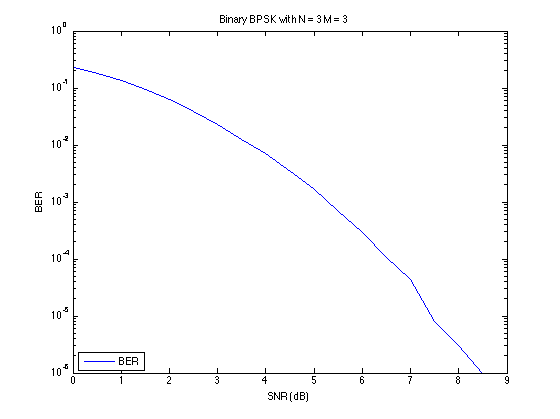 Binary BPSK with N = 3 M = 3
10^0
10^-1
10^-2
10^-3
10^-4
10^-5
10^-6
BER
BER
0 1 2 3 4 5 6 7 8 9
SNR (dB)